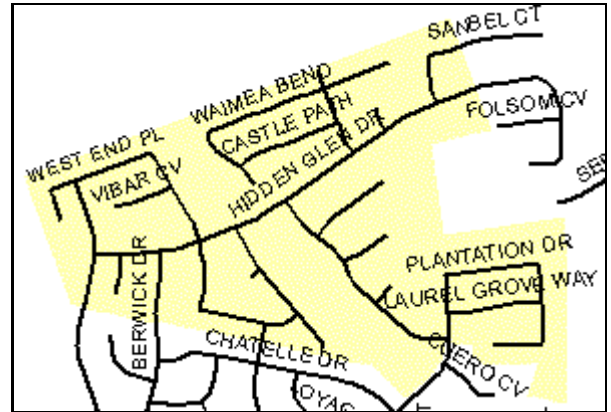 SANBEL CT
WAIMEA BEND
FOLSOM CV
CASTLE PATH
WEST END PL
VIBAR CV
HIDDEN GLEN DR
PLANTATION DR
LAUREL GROVE WAY
BERWICK DR
CHATELLE DR
CUERO CV